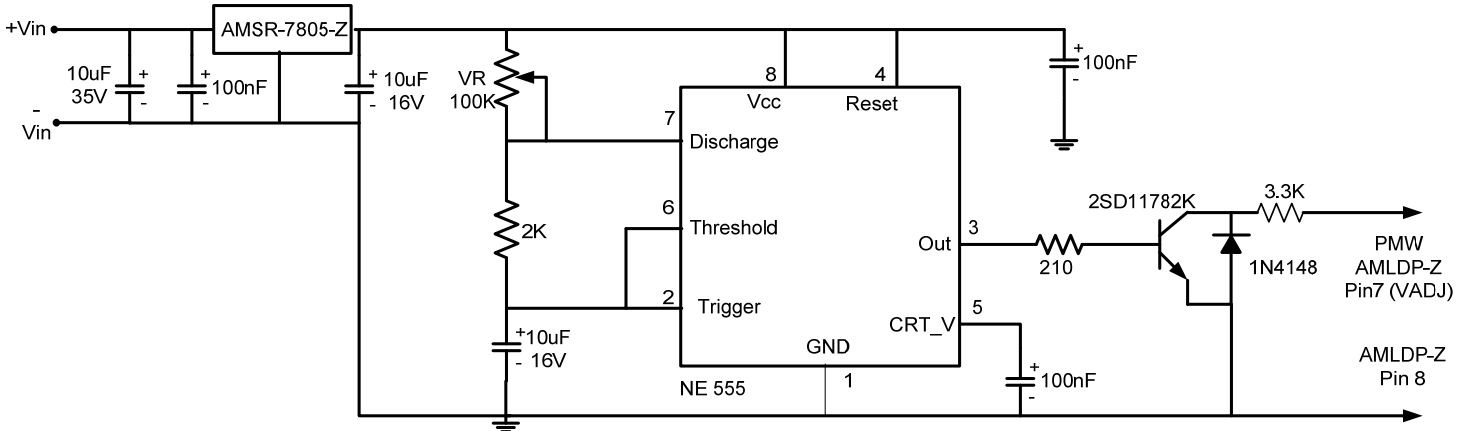 +Vin
AMSR-7805-Z
10uF
35V
+
-
+
-
100nF
+
-
10uF
16V
-
Vin
VR
100K
8
4
Vcc
Reset
+
-
100nF
7
Discharge
2K
6
Threshold
2
Trigger
+
-
10uF
16V
Out
3
210
2SD11782K
3.3K
1N4148
PMW
AMLDP-Z
Pin7 (VADJ)
CRT_V
5
GND
1
NE 555
+
-
100nF
AMLDP-Z
Pin 8